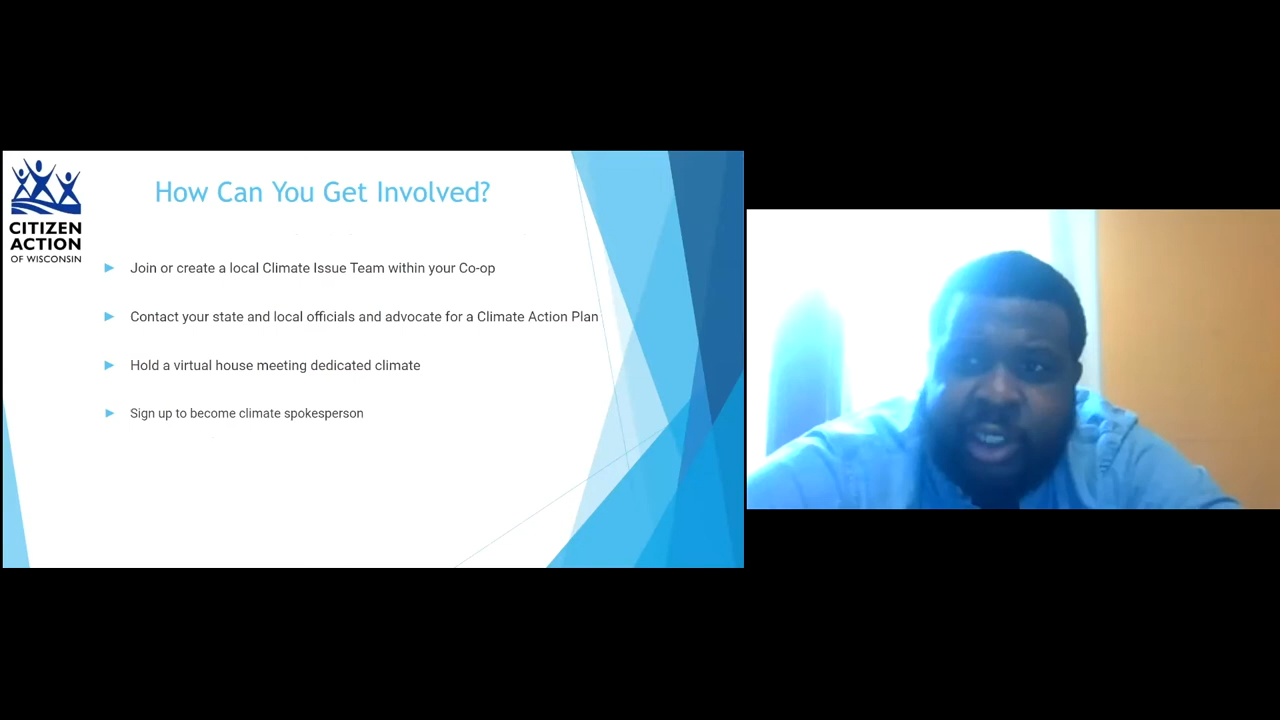 CITIZEN
ACTION
OF WISCONSIN
How Can You Get Involved?
Join or create a local Climate Issue Team within your Co-op
Contact your state and local officials and advocate for a Climate Action Plan
Hold a virtual house meeting dedicated climate
Sign up to become climate spokesperson